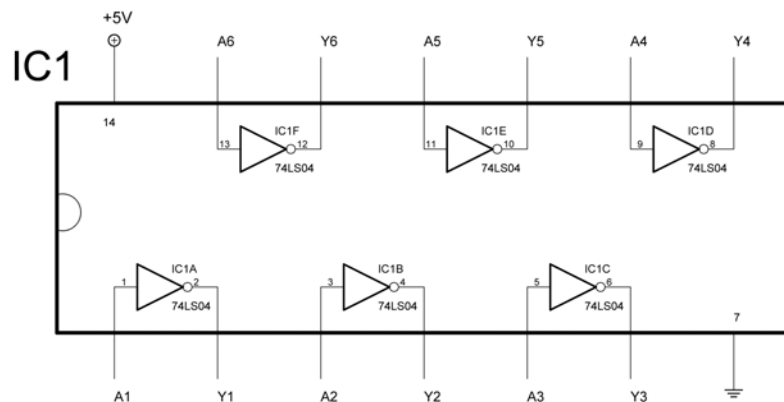 +5V
A6 Y6 A5 Y5 A4 Y4
IC1
14
IC1F IC1E IC1D
13 12 11 10 9 8
74LS04 74LS04 74LS04
IC1A IC1B IC1C
1 2 3 4 5 6
74LS04 74LS04 74LS04
7
A1 Y1 A2 Y2 A3 Y3